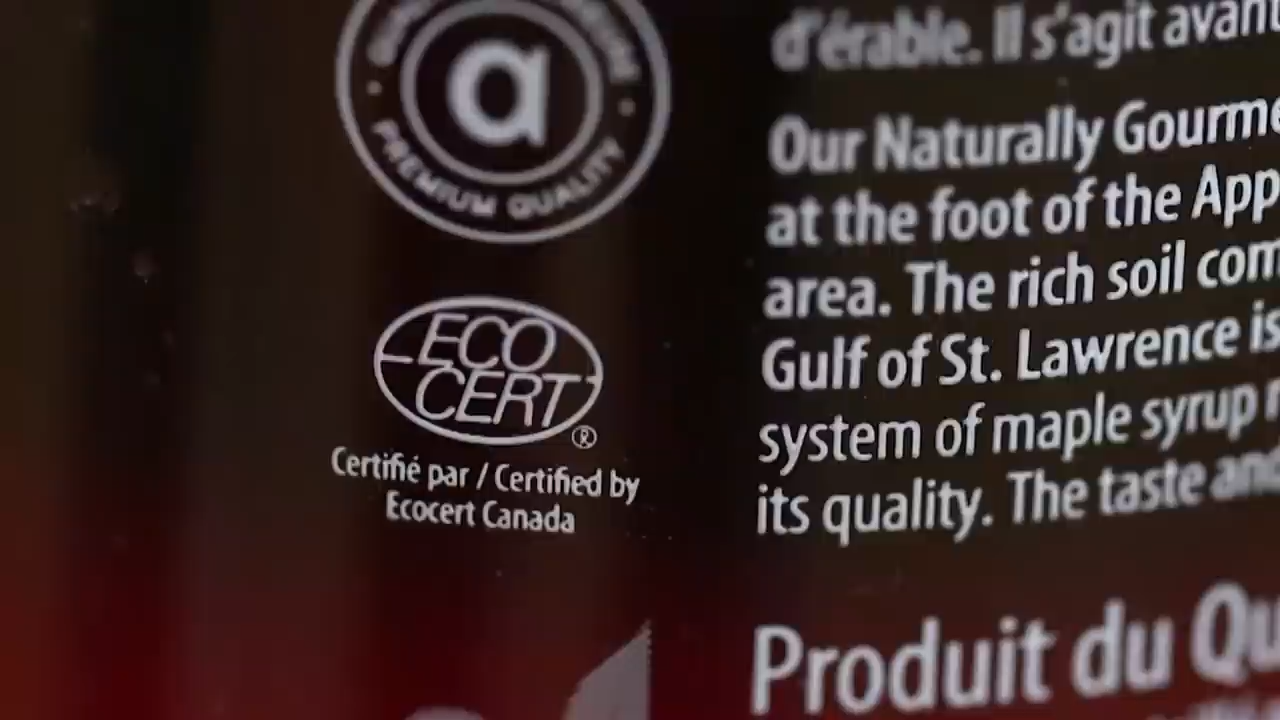 a
PREMIUM QUALITY
ECO
CERT
®
Certifié par / Certified by
Ecocert Canada
d'érable. Il s'agit avant
Our Naturally Gourme
at the foot of the App
area. The rich soil com
Gulf of St. Lawrence is
system of maple syrup
its quality. The taste and
Produit du Qu